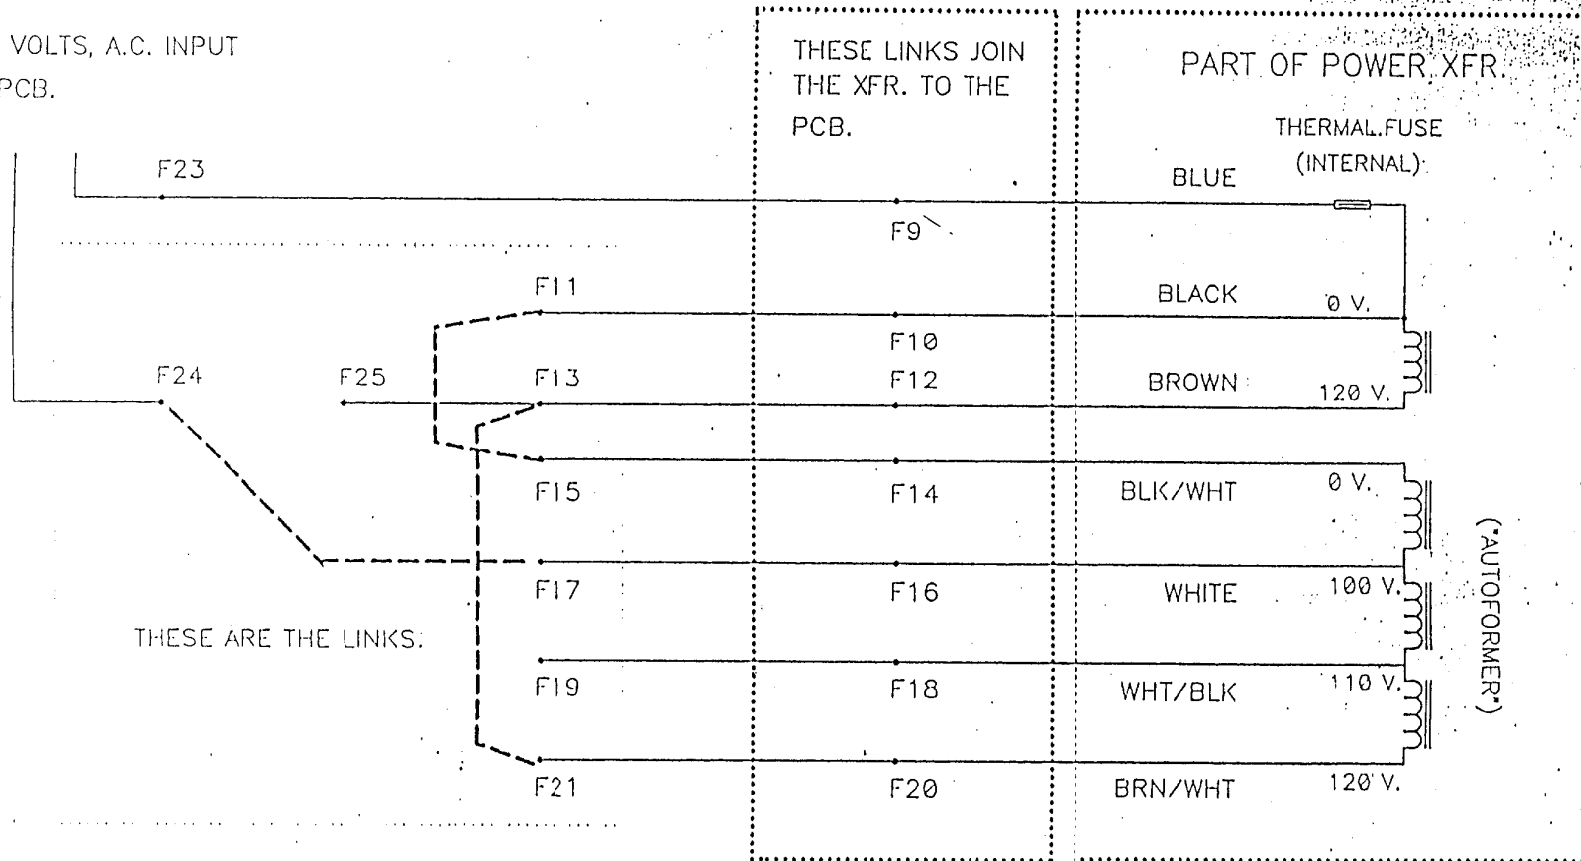 VOLTS, A.C. INPUT
PCB.
THESE LINKS JOIN
THE XFR. TO THE
PCB.
PART OF POWER XFR.
THERMAL FUSE
(INTERNAL)
F23
BLUE
F9
F11
BLACK
0 V.
F10
F24
F25
F13
F12
BROWN
120 V.
F15
F14
BLK/WHT
0 V.
F17
F16
WHITE
100 V.
("AUTOFORMER")
THESE ARE THE LINKS.
F19
F18
WHT/BLK
110 V.
F21
F20
BRN/WHT
120 V.